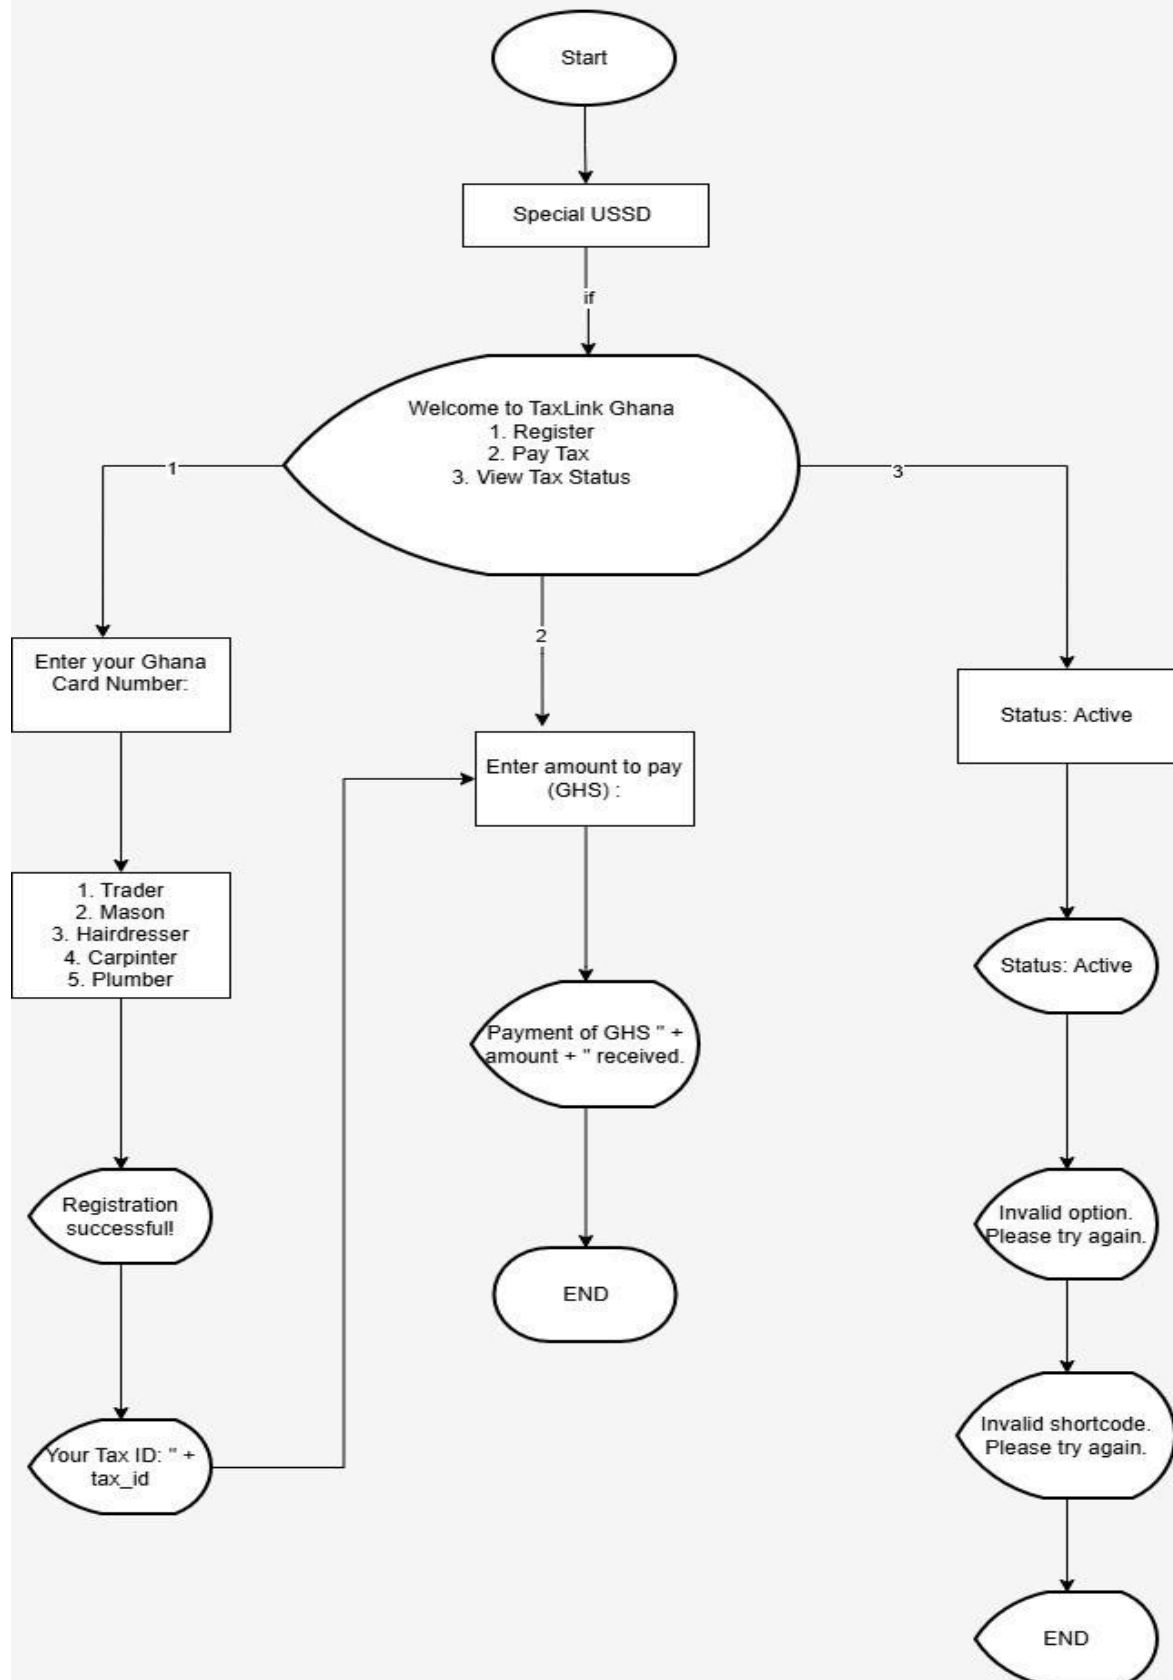 Start
Special USSD
if
Welcome to TaxLink Ghana
1. Register
2. Pay Tax
3. View Tax Status
1
3
2
Enter your Ghana
Card Number:
Status: Active
Enter amount to pay
(GHS) :
1. Trader
2. Mason
3. Hairdresser
4. Carpinter
5. Plumber
Status: Active
Payment of GHS " +
amount + " received.
Registration
successful!
Invalid option.
Please try again.
END
Your Tax ID: " +
tax_id
Invalid shortcode.
Please try again.
END